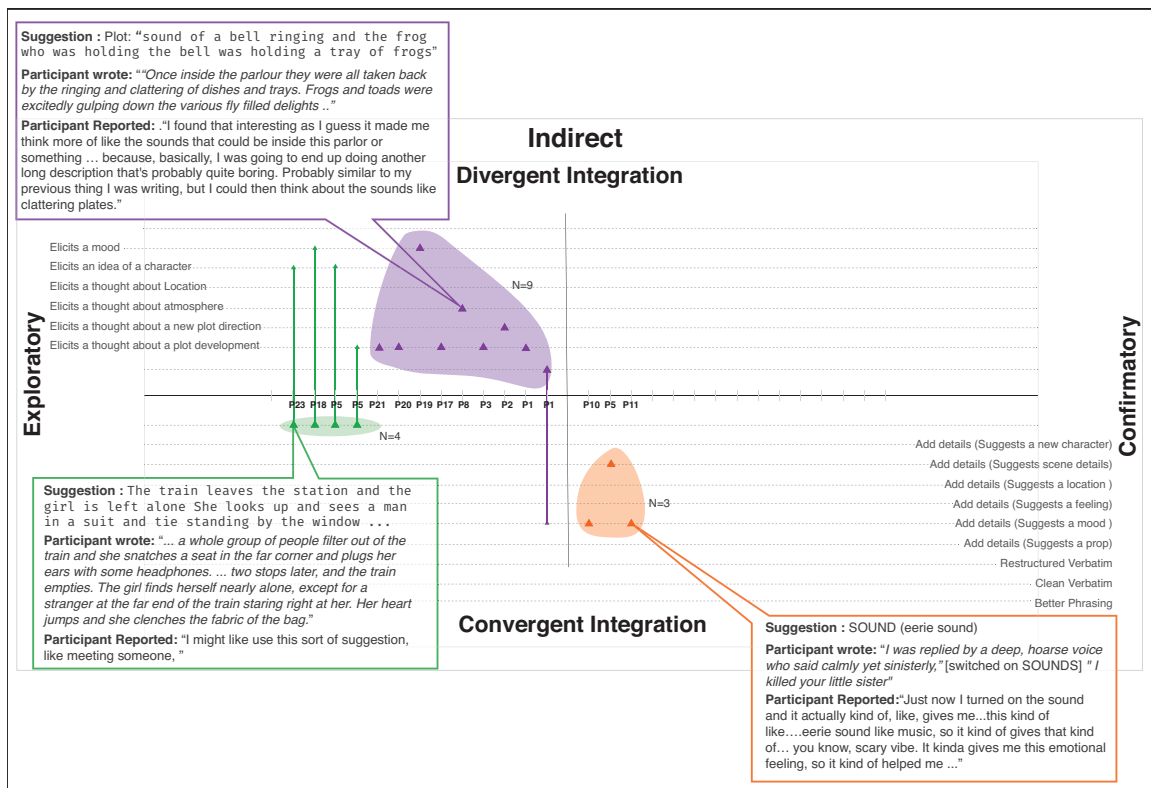 Suggestion : Plot: “sound of a bell ringing and the frog
who was holding the bell was holding a tray of frogs”
Participant wrote: “"Once inside the parlour they were all taken back
by the ringing and clattering of dishes and trays. Frogs and toads were
excitedly gulping down the various fly filled delights ..”
Participant Reported: .“I found that interesting as I guess it made me
think more of like the sounds that could be inside this parlor or
something … because, basically, I was going to end up doing another
long description that's probably quite boring. Probably similar to my
previous thing I was writing, but I could then think about the sounds like
clattering plates.”
Indirect
Divergent Integration
Elicits a mood
Elicits an idea of a character
Elicits a thought about Location
Elicits a thought about atmosphere
Elicits a thought about a new plot direction
Elicits a thought about a plot development
N=9
Exploratory
Confirmatory
P23 P18 P5 P5 P21 P20 P19 P17 P8 P3 P2 P1 P1 P10 P5 P11
N=4
N=3
Add details (Suggests a new character)
Add details (Suggests scene details)
Add details (Suggests a location )
Add details (Suggests a feeling)
Add details (Suggests a mood )
Add details (Suggests a prop)
Restructured Verbatim
Clean Verbatim
Better Phrasing
Suggestion : The train leaves the station and the
girl is left alone She looks up and sees a man
in a suit and tie standing by the window ...
Participant wrote: “... a whole group of people filter out of the
train and she snatches a seat in the far corner and plugs her
ears with some headphones. ... two stops later, and the train
empties. The girl finds herself nearly alone, except for a
stranger at the far end of the train staring right at her. Her heart
jumps and she clenches the fabric of the bag.”
Participant Reported: “I might like use this sort of suggestion,
like meeting someone, ”
Convergent Integration
Suggestion : SOUND (eerie sound)
Participant wrote: “I was replied by a deep, hoarse voice
who said calmly yet sinisterly,” [switched on SOUNDS] " I
killed your little sister"
Participant Reported:“Just now I turned on the sound
and it actually kind of, like, gives me...this kind of
like….eerie sound like music, so it kind of gives that kind
of… you know, scary vibe. It kinda gives me this emotional
feeling, so it kind of helped me ...”